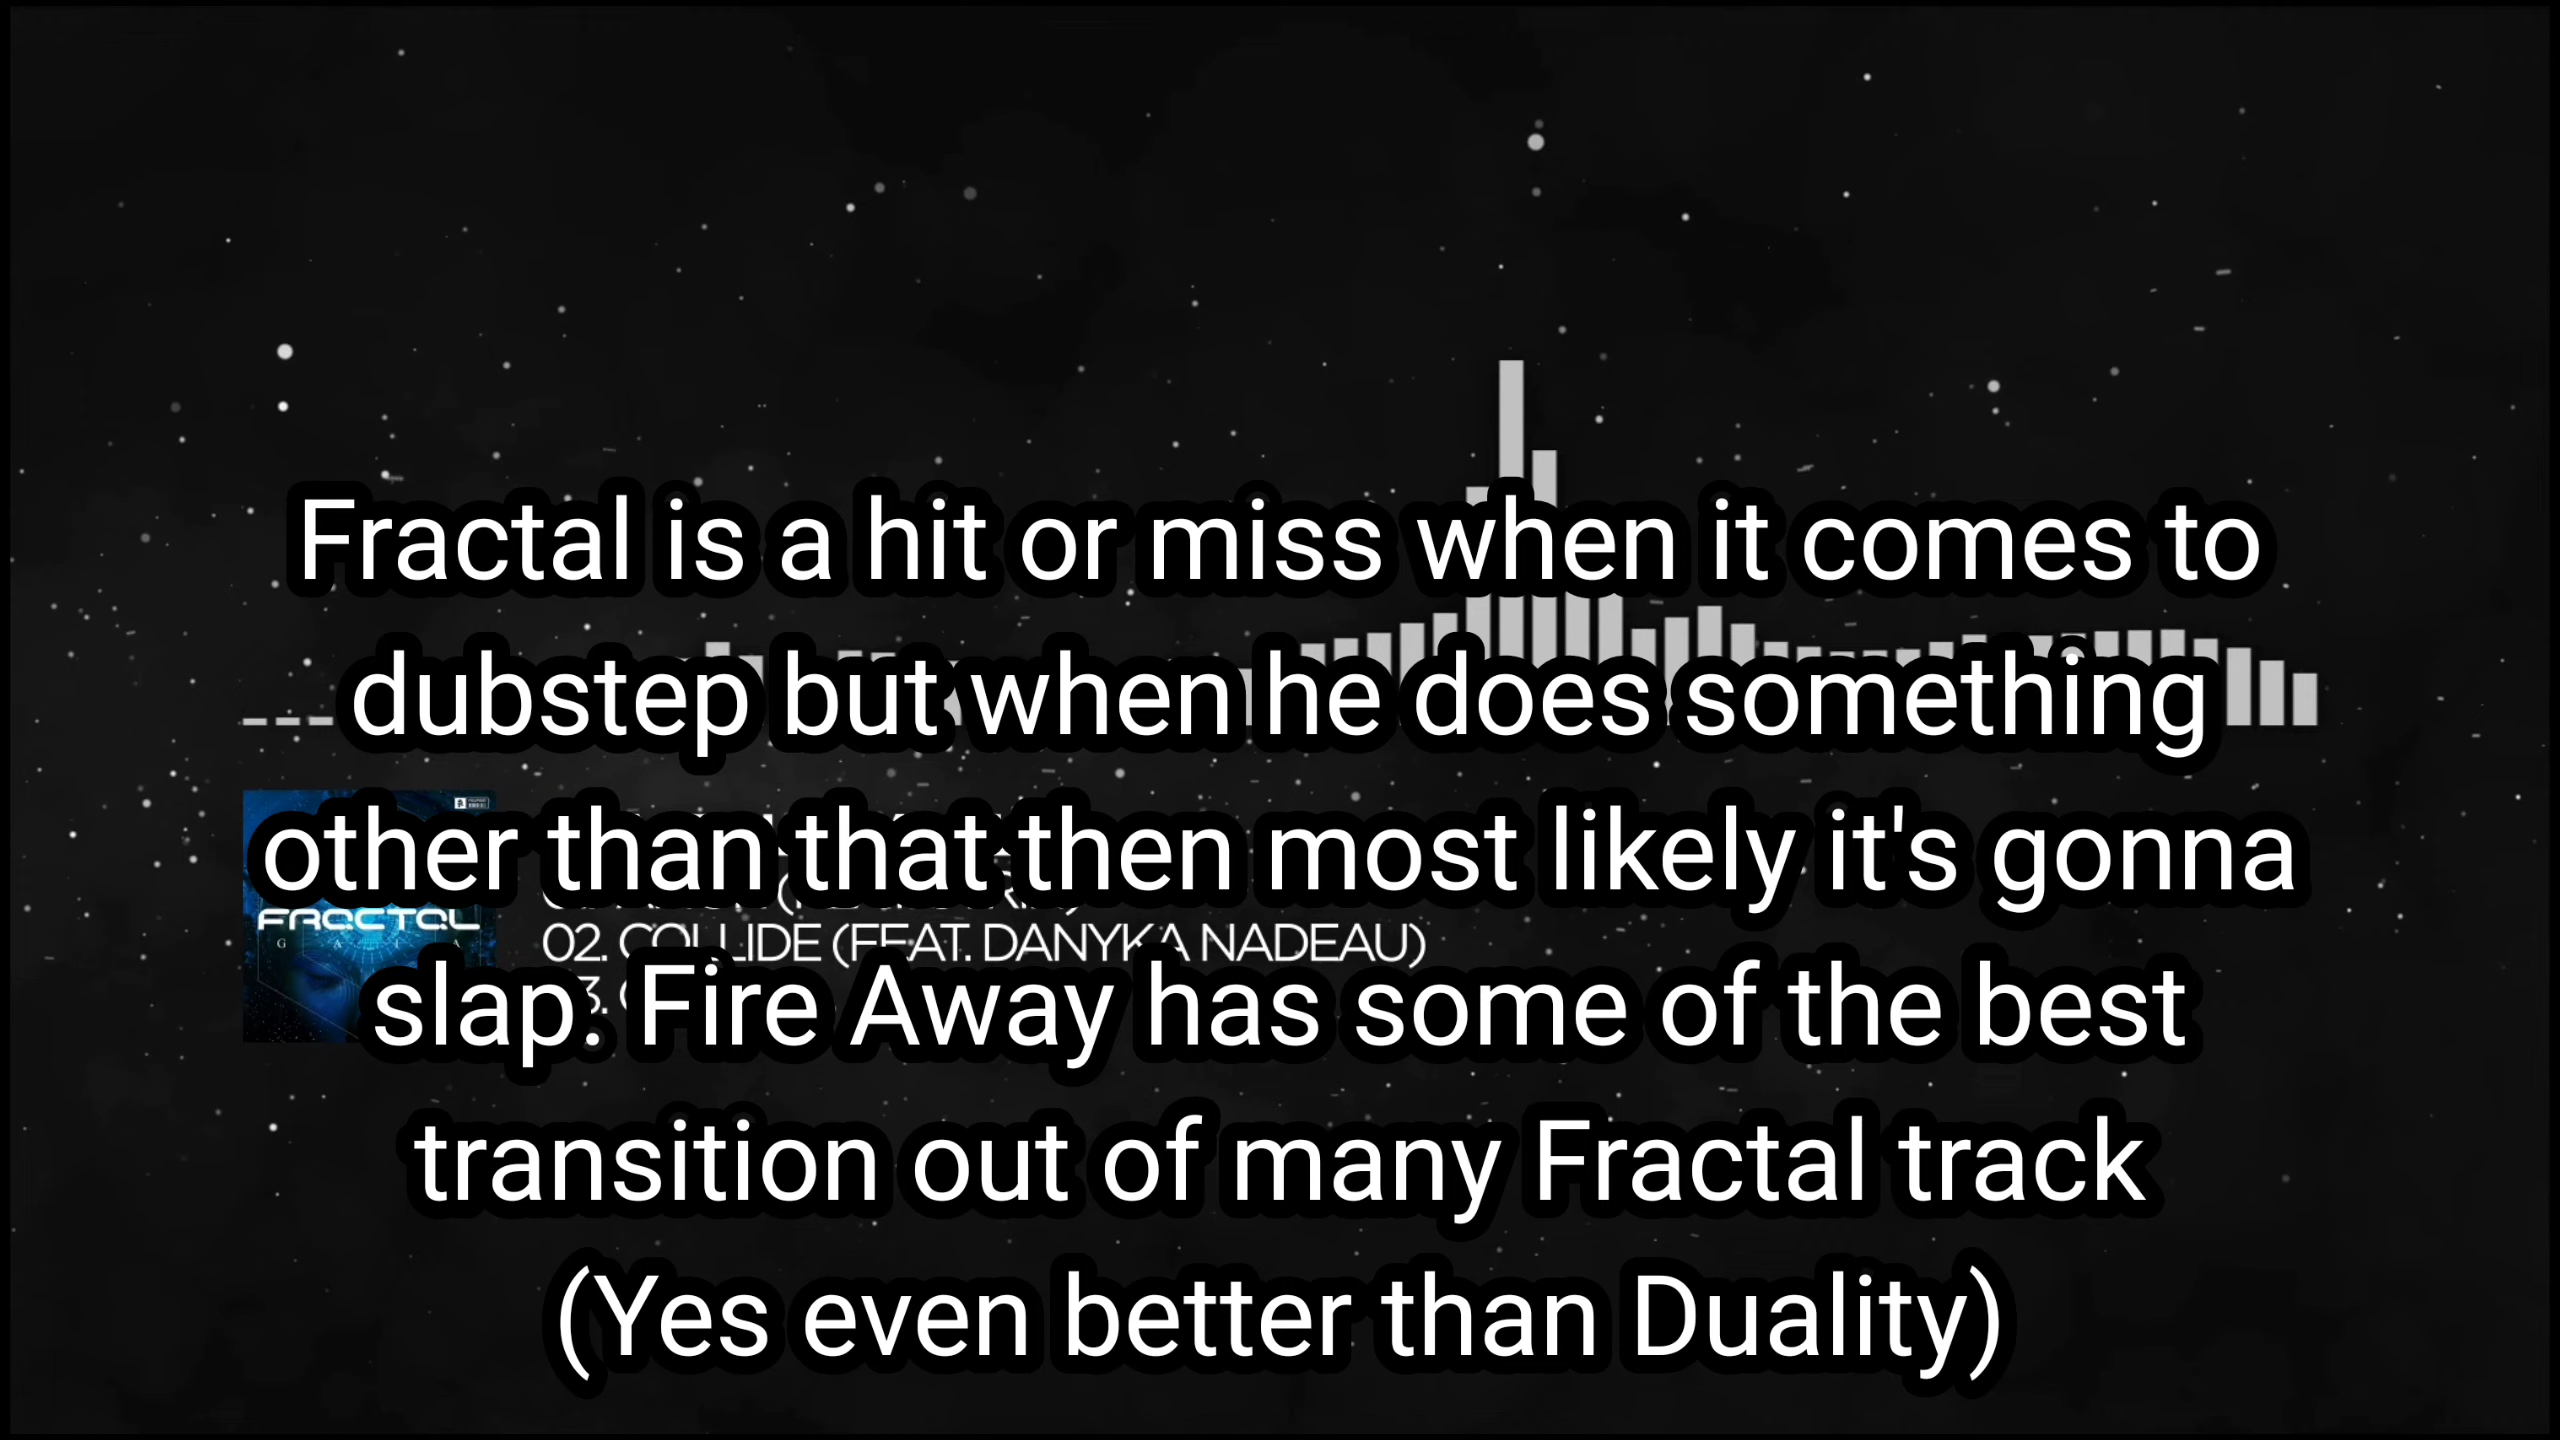 Fractal is a hit or miss when it comes to
dubstep but when he does something
other than that then most likely it's gonna
FRACTAL
GAIA
02. COLLIDE (FEAT. DANYKA NADEAU)
slap. Fire Away has some of the best
transition out of many Fractal track
(Yes even better than Duality)